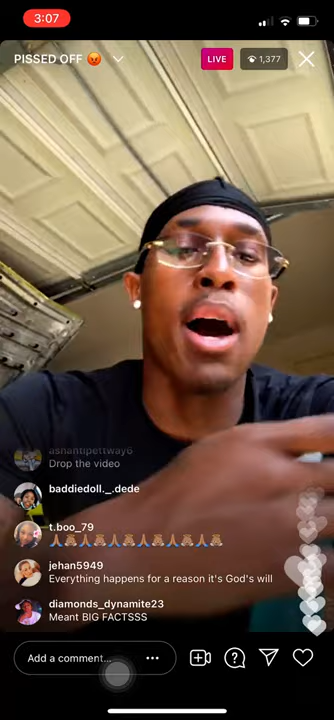 3:07
PISSED OFF 😡
LIVE
1,377
ashantipettway6
Drop the video
baddiedoll._.dede
t.boo_79
🙏🏽🙏🏽🙏🏽🙏🏽🙏🏽🙏🏽🙏🏽
jehan5949
Everything happens for a reason it's God's will
diamonds_dynamite23
Meant BIG FACTSSS
Add a comment...